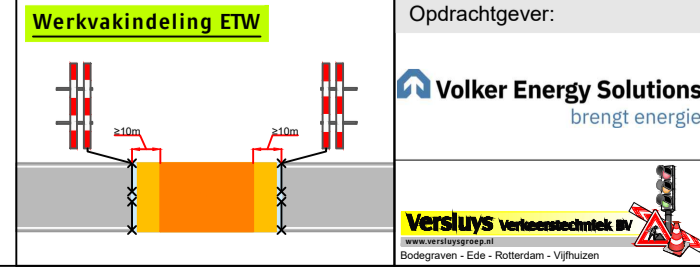 Werkvakindeling ETW
≥10m
≥10m
Opdrachtgever:
Volker Energy Solutions
brengt energie
Versluys Verkeerstechniek BV
www.versluysgroep.nl
Bodegraven - Ede - Rotterdam - Vijfhuizen